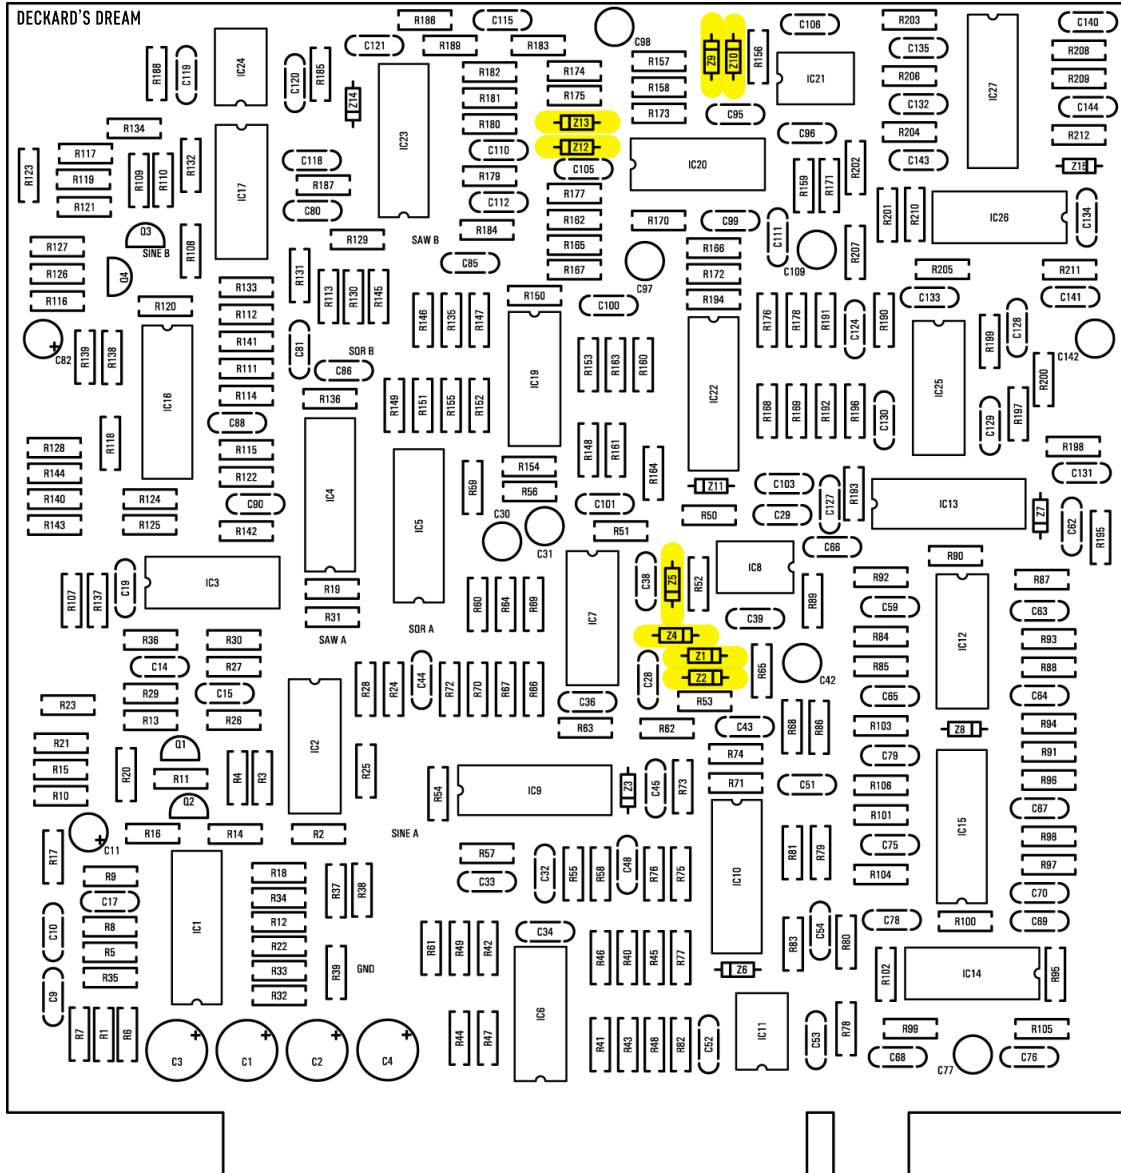 DECKARD'S DREAM
R186
C115
C106
R203
C140
C121
R189
R183
C98
Z9
Z10
R156
C135
R208
R188
C119
IC24
C120
R185
R182
R174
R157
IC21
R206
IC27
R209
Z14
IC23
R181
R175
R158
C95
C132
C144
R134
R180
Z13
R173
C96
R204
R212
R117
R132
IC17
C118
C110
Z12
IC20
R202
C143
Z15
R123
R119
R109
R110
R187
R179
C105
R159
R171
R121
C80
C112
R177
R201
R210
IC26
C134
Q3
SINE B
R108
R129
SAW B
R184
R162
R170
C99
C111
R127
R165
R166
C109
R207
R126
Q4
R131
C85
R167
C97
R172
R205
R211
R116
R120
R133
R113
R130
R145
R150
C100
R194
C133
C141
R112
R146
R135
R147
R176
R178
R191
C124
R190
C128
C82
R139
R138
R141
C81
SQR B
IC19
R153
R163
R160
IC22
R199
C142
IC16
R111
C86
IC25
R200
R114
R136
R149
R151
R155
R152
R168
R169
R192
R196
C130
C129
R197
C88
R128
R118
R115
R148
R161
R198
R144
R122
IC4
R59
R154
R164
C131
R140
R124
IC5
R56
Z11
C103
R193
IC13
R143
R125
C90
C101
R50
C29
C127
Z7
C62
R142
C30
C31
R51
C66
R195
R90
IC3
C38
Z5
R52
IC8
R92
R87
R107
R137
C19
R19
R60
R64
R69
IC7
R89
C59
IC12
C63
R31
C39
R36
R30
SAW A
SQR A
Z4
R84
R93
C14
R27
Z1
R65
C42
R85
R88
R29
C15
R28
R24
C44
R72
R70
R67
R66
C28
Z2
C65
C64
R23
R13
R26
IC2
C36
R53
R21
Q1
R63
R62
C43
R68
R86
R103
Z8
R94
R15
R20
R11
R4
R3
R25
R74
C79
R91
R10
Q2
R54
IC9
Z3
C45
R73
R71
C51
R106
IC15
R96
C11
R16
R14
R2
SINE A
R101
C67
R17
R57
C48
IC10
R81
R79
C75
R98
R9
R18
R37
R38
C33
C32
R55
R58
R76
R75
R104
R97
C17
IC1
R34
C70
C10
R8
R12
C34
C54
C78
R100
C69
R5
R22
R61
R49
R42
R46
R40
R45
R77
R83
R80
C9
R35
R33
R39
GND
Z6
R102
IC14
R95
R32
IC6
R7
R1
R6
R44
R47
R41
R43
R48
R82
C52
IC11
C53
R78
R99
R105
C3
C1
C2
C4
C68
C77
C76